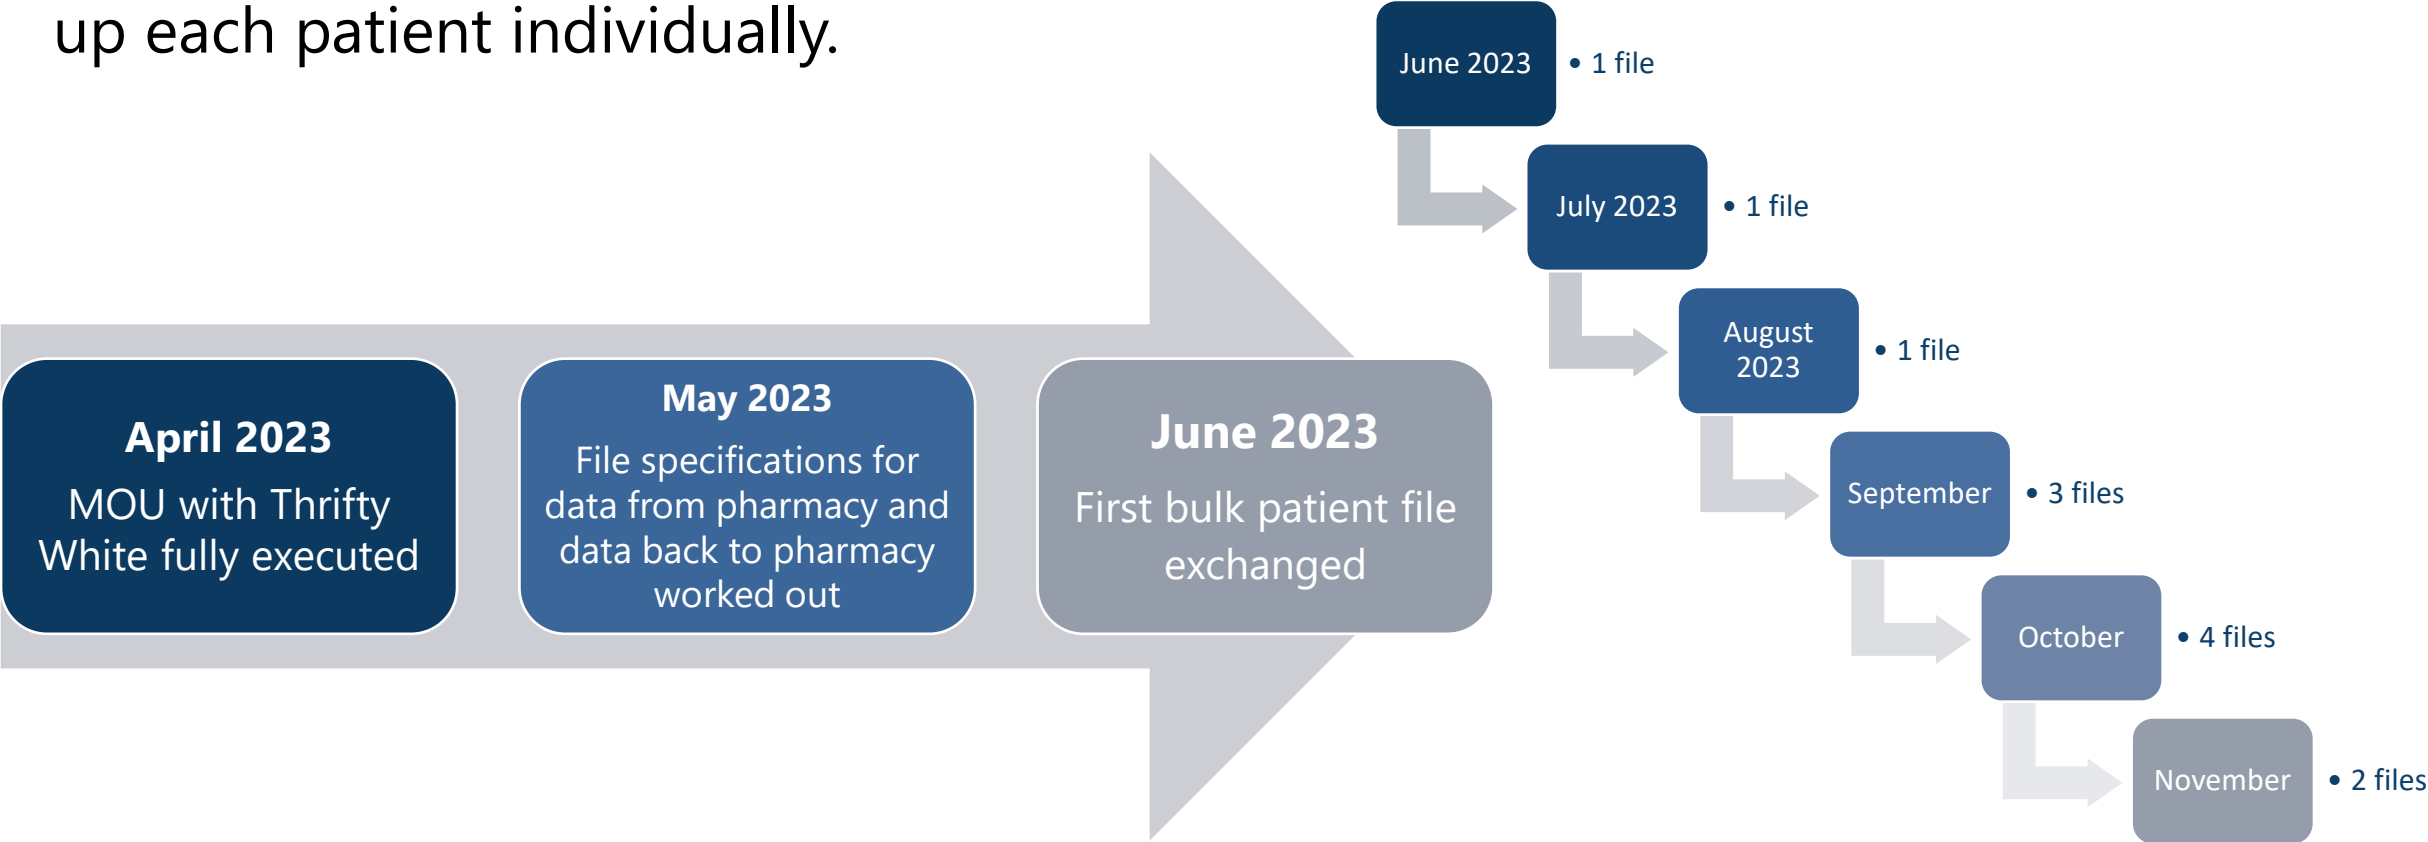 up each patient individually.
April 2023
MOU with Thrifty
White fully executed
May 2023
File specifications for
data from pharmacy and
data back to pharmacy
worked out
June 2023
First bulk patient file
exchanged
June 2023
• 1 file
July 2023
• 1 file
August
2023
• 1 file
September
• 3 files
October
• 4 files
November
• 2 files